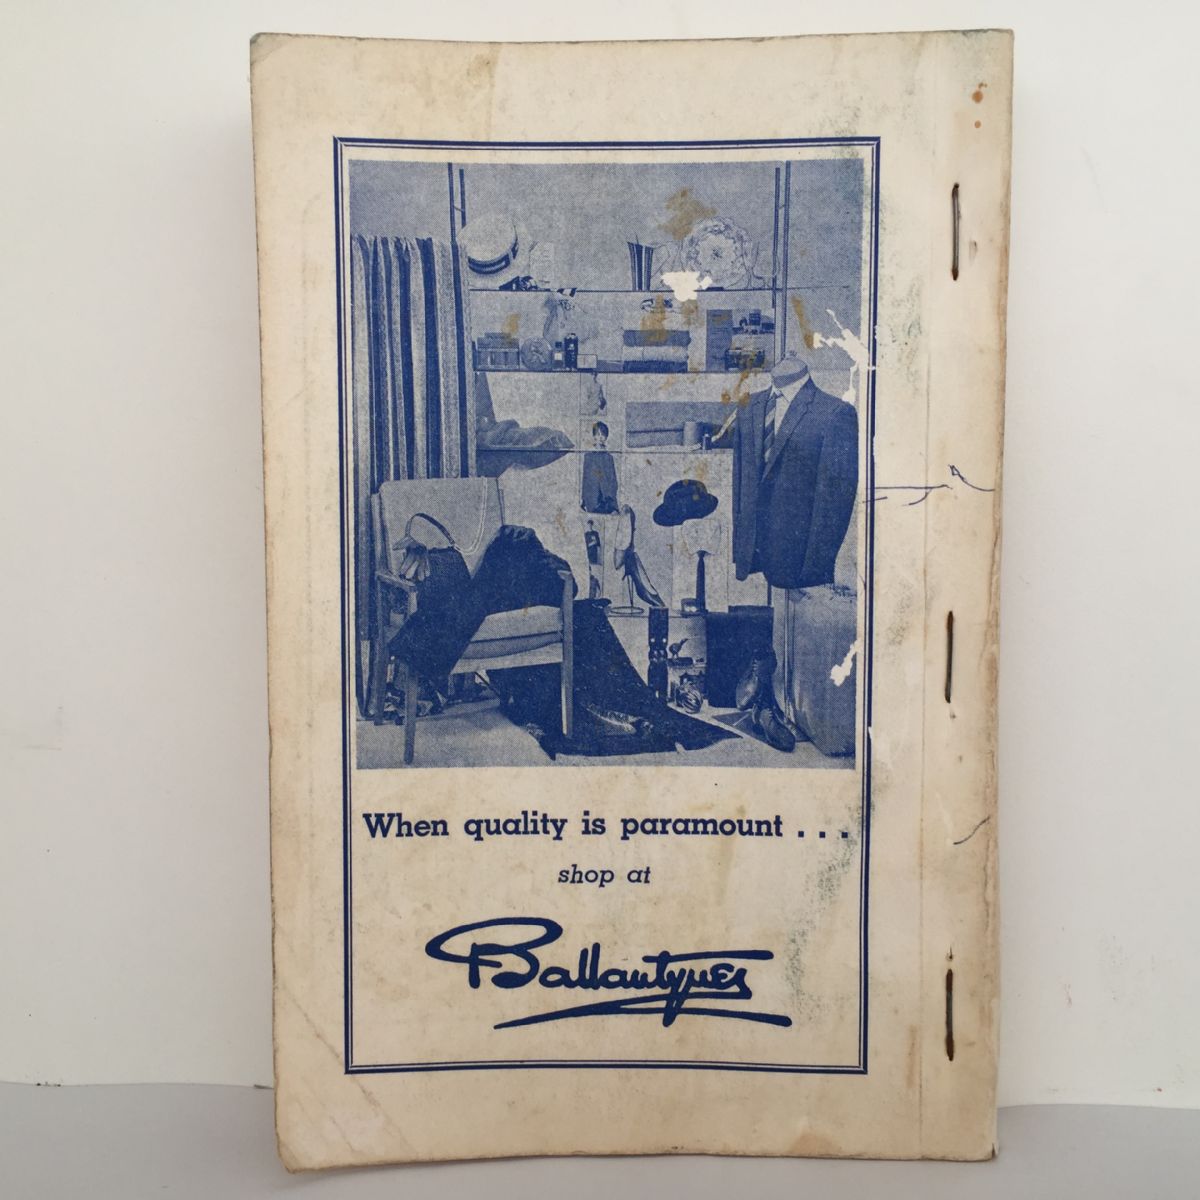 When quality is paramount . . .
shop at
Ballantynes